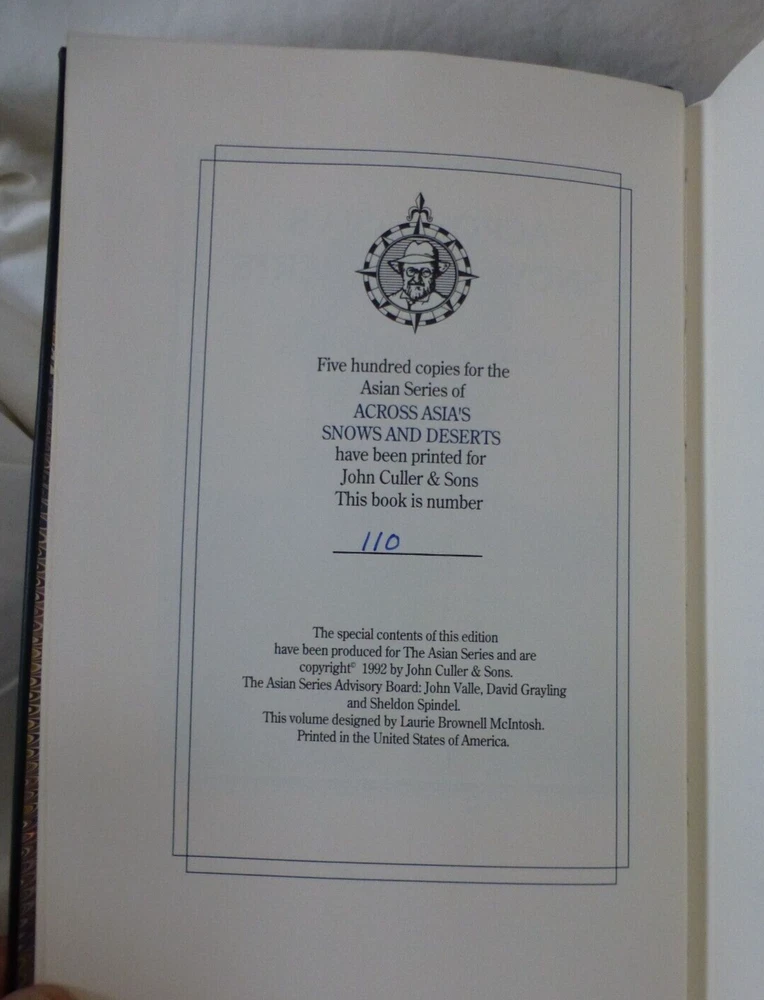 Five hundred copies for the
Asian Series of
ACROSS ASIA'S
SNOWS AND DESERTS
have been printed for
John Culler & Sons
This book is number
110
The special contents of this edition
have been produced for The Asian Series and are
copyright© 1992 by John Culler & Sons.
The Asian Series Advisory Board: John Valle, David Grayling
and Sheldon Spindel.
This volume designed by Laurie Brownell McIntosh.
Printed in the United States of America.